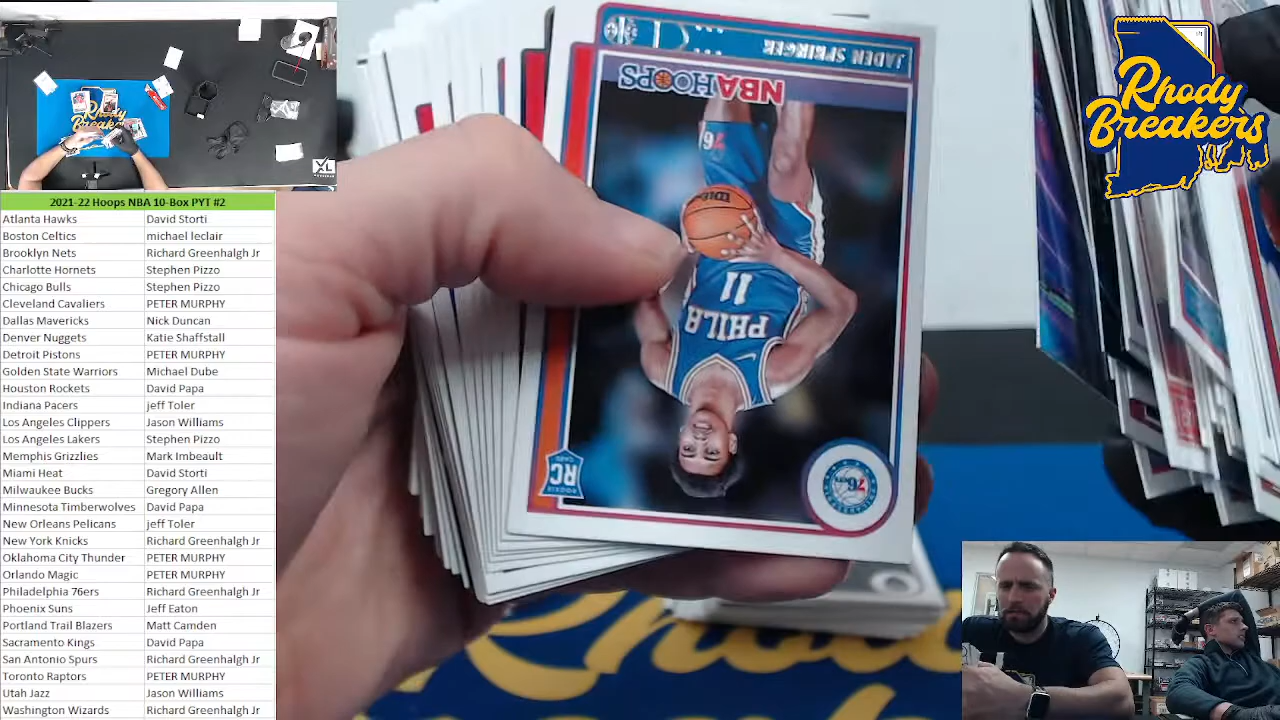 2021-22 Hoops NBA 10-Box PYT #2
Atlanta Hawks David Storti
Boston Celtics michael leclair
Brooklyn Nets Richard Greenhalgh Jr
Charlotte Hornets Stephen Pizzo
Chicago Bulls Stephen Pizzo
Cleveland Cavaliers PETER MURPHY
Dallas Mavericks Nick Duncan
Denver Nuggets Katie Shaffstall
Detroit Pistons PETER MURPHY
Golden State Warriors Michael Dube
Houston Rockets David Papa
Indiana Pacers jeff Toler
Los Angeles Clippers Jason Williams
Los Angeles Lakers Stephen Pizzo
Memphis Grizzlies Mark Imbeault
Miami Heat David Storti
Milwaukee Bucks Gregory Allen
Minnesota Timberwolves David Papa
New Orleans Pelicans jeff Toler
New York Knicks Richard Greenhalgh Jr
Oklahoma City Thunder PETER MURPHY
Orlando Magic PETER MURPHY
Philadelphia 76ers Richard Greenhalgh Jr
Phoenix Suns Jeff Eaton
Portland Trail Blazers Matt Camden
Sacramento Kings David Papa
San Antonio Spurs Richard Greenhalgh Jr
Toronto Raptors PETER MURPHY
Utah Jazz Jason Williams
Washington Wizards Richard Greenhalgh Jr
XL
Rhody
Breakers
JADEN SPRINGER
NBA HOOPS
76
PHILA
11
RC
76ers
Rhody
Breakers